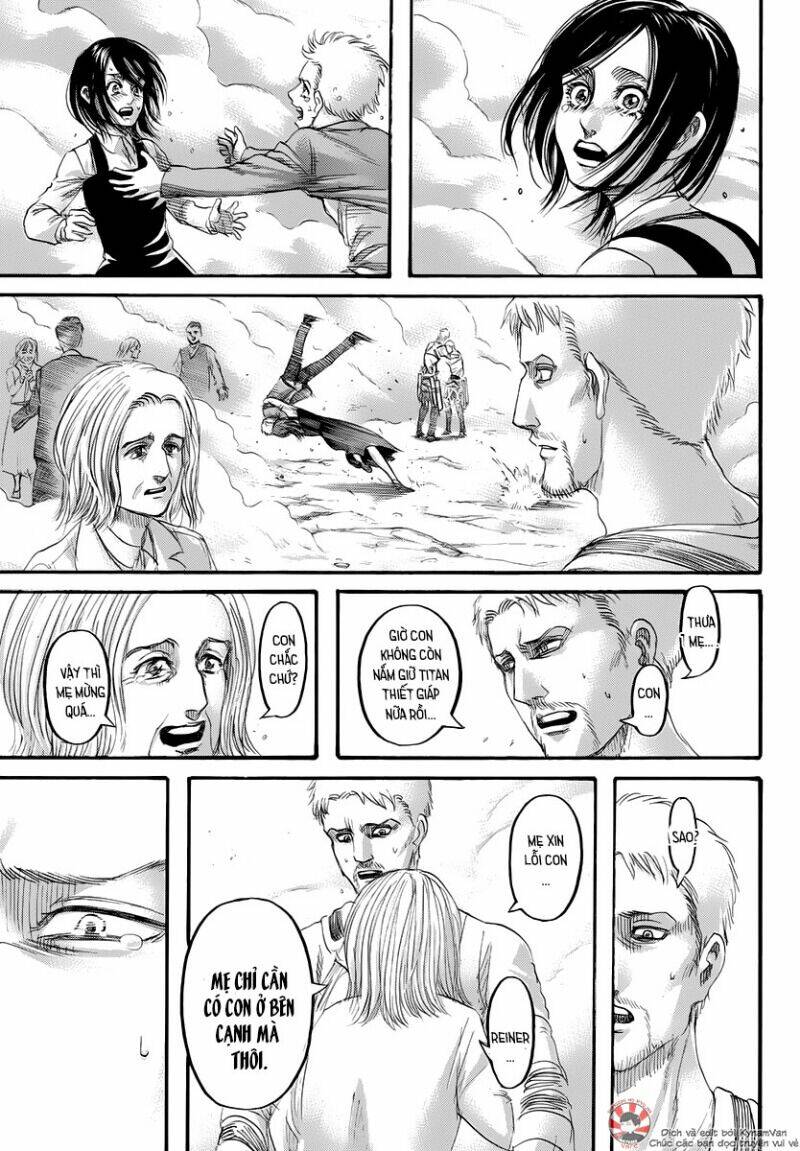 THƯA
MẸ...
CON
...
GIỜ CON
KHÔNG CÒN
NẮM GIỮ TITAN
THIẾT GIÁP
NỮA RỒI...
CON
CHẮC
CHỨ?
VẬY THÌ
MẸ MỪNG
QUÁ...
SAO?
MẸ XIN
LỖI CON
...
REINER
...
MẸ CHỈ CẦN
CÓ CON Ở BÊN
CẠNH MÀ
THÔI.
Dịch và edit bởi KynamVan
Chúc các bạn đọc truyện vui vẻ